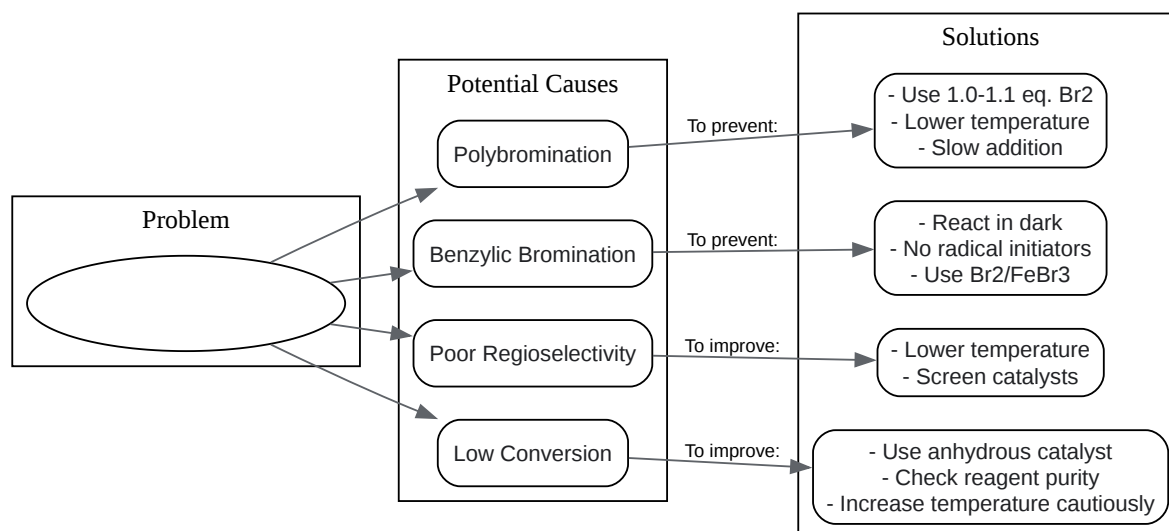 Problem
Potential Causes
Polybromination
Benzylic Bromination
Poor Regioselectivity
Low Conversion
To prevent:
To prevent:
To improve:
To improve:
Solutions
- Use 1.0-1.1 eq. Br2
- Lower temperature
- Slow addition
- React in dark
- No radical initiators
- Use Br2/FeBr3
- Lower temperature
- Screen catalysts
- Use anhydrous catalyst
- Check reagent purity
- Increase temperature cautiously